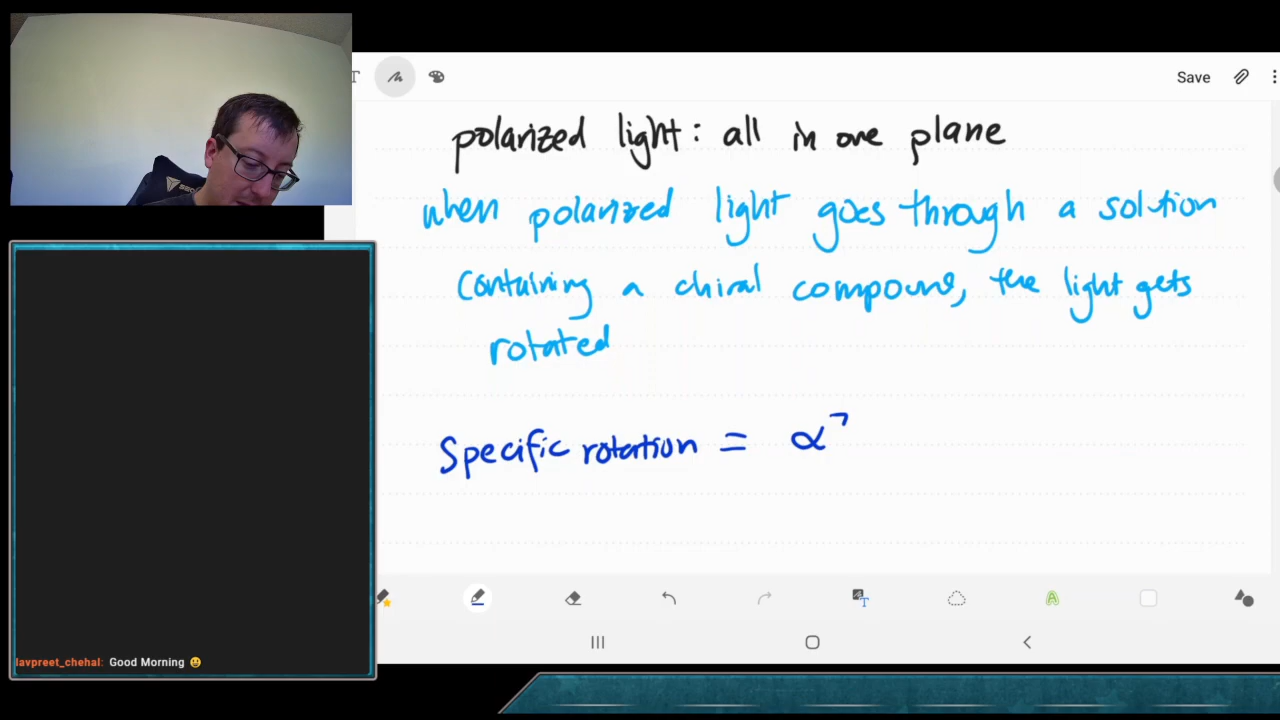 Save
polarized light: all in one plane
when polarized light goes through a solution
containing a chiral compound, the light gets
rotated
Specific rotation = α
lavpreet_chehal: Good Morning 😃